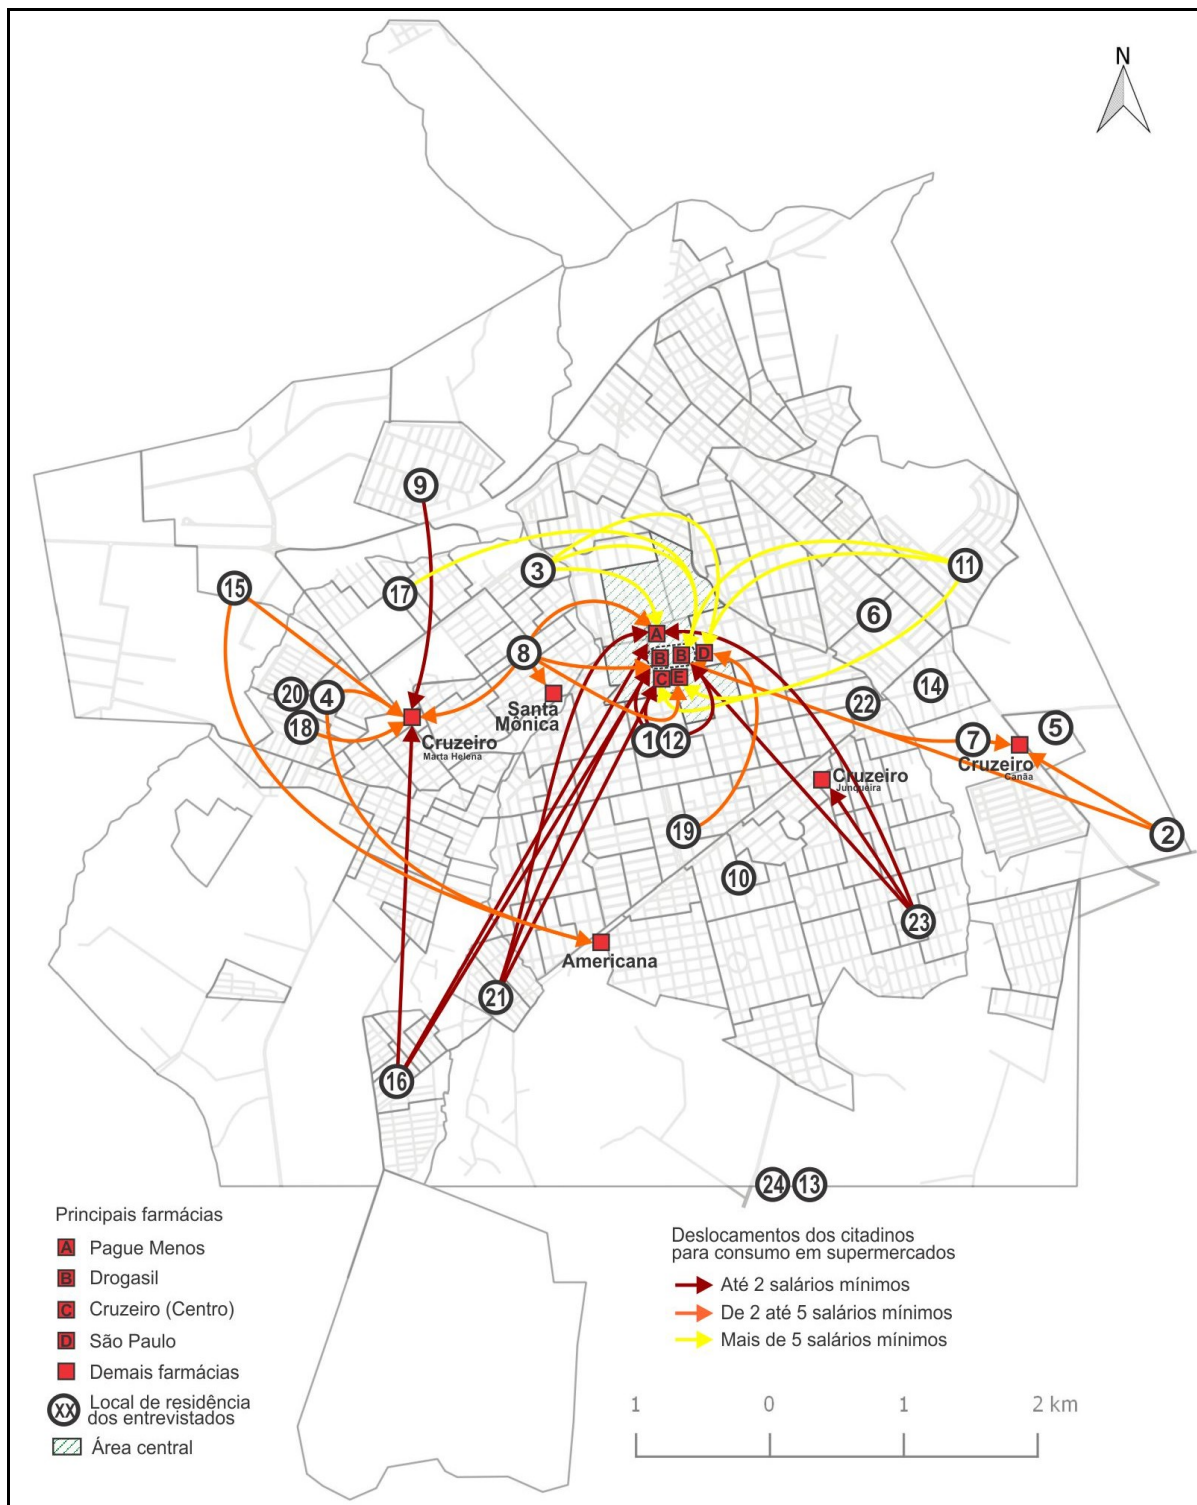 N
9
3
11
15
17
6
A
8
B
B
D
14
20
4
C
E
22
18
Santa
Mônica
Cruzeiro
Marta Helena
1
12
7
5
Cruzeiro
Canãa
Cruzeiro
Junqueira
2
19
10
23
Americana
21
16
24
13
Principais farmácias
A Pague Menos
B Drogasil
C Cruzeiro (Centro)
D São Paulo
Demais farmácias
XX Local de residência
dos entrevistados
Área central
Deslocamentos dos citadinos
para consumo em supermercados
Até 2 salários mínimos
De 2 até 5 salários mínimos
Mais de 5 salários mínimos
1 0 1 2 km